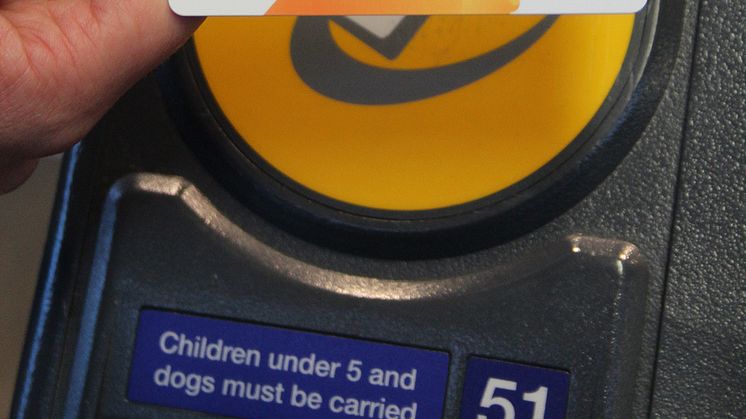 Children under 5 and
dogs must be carried
51